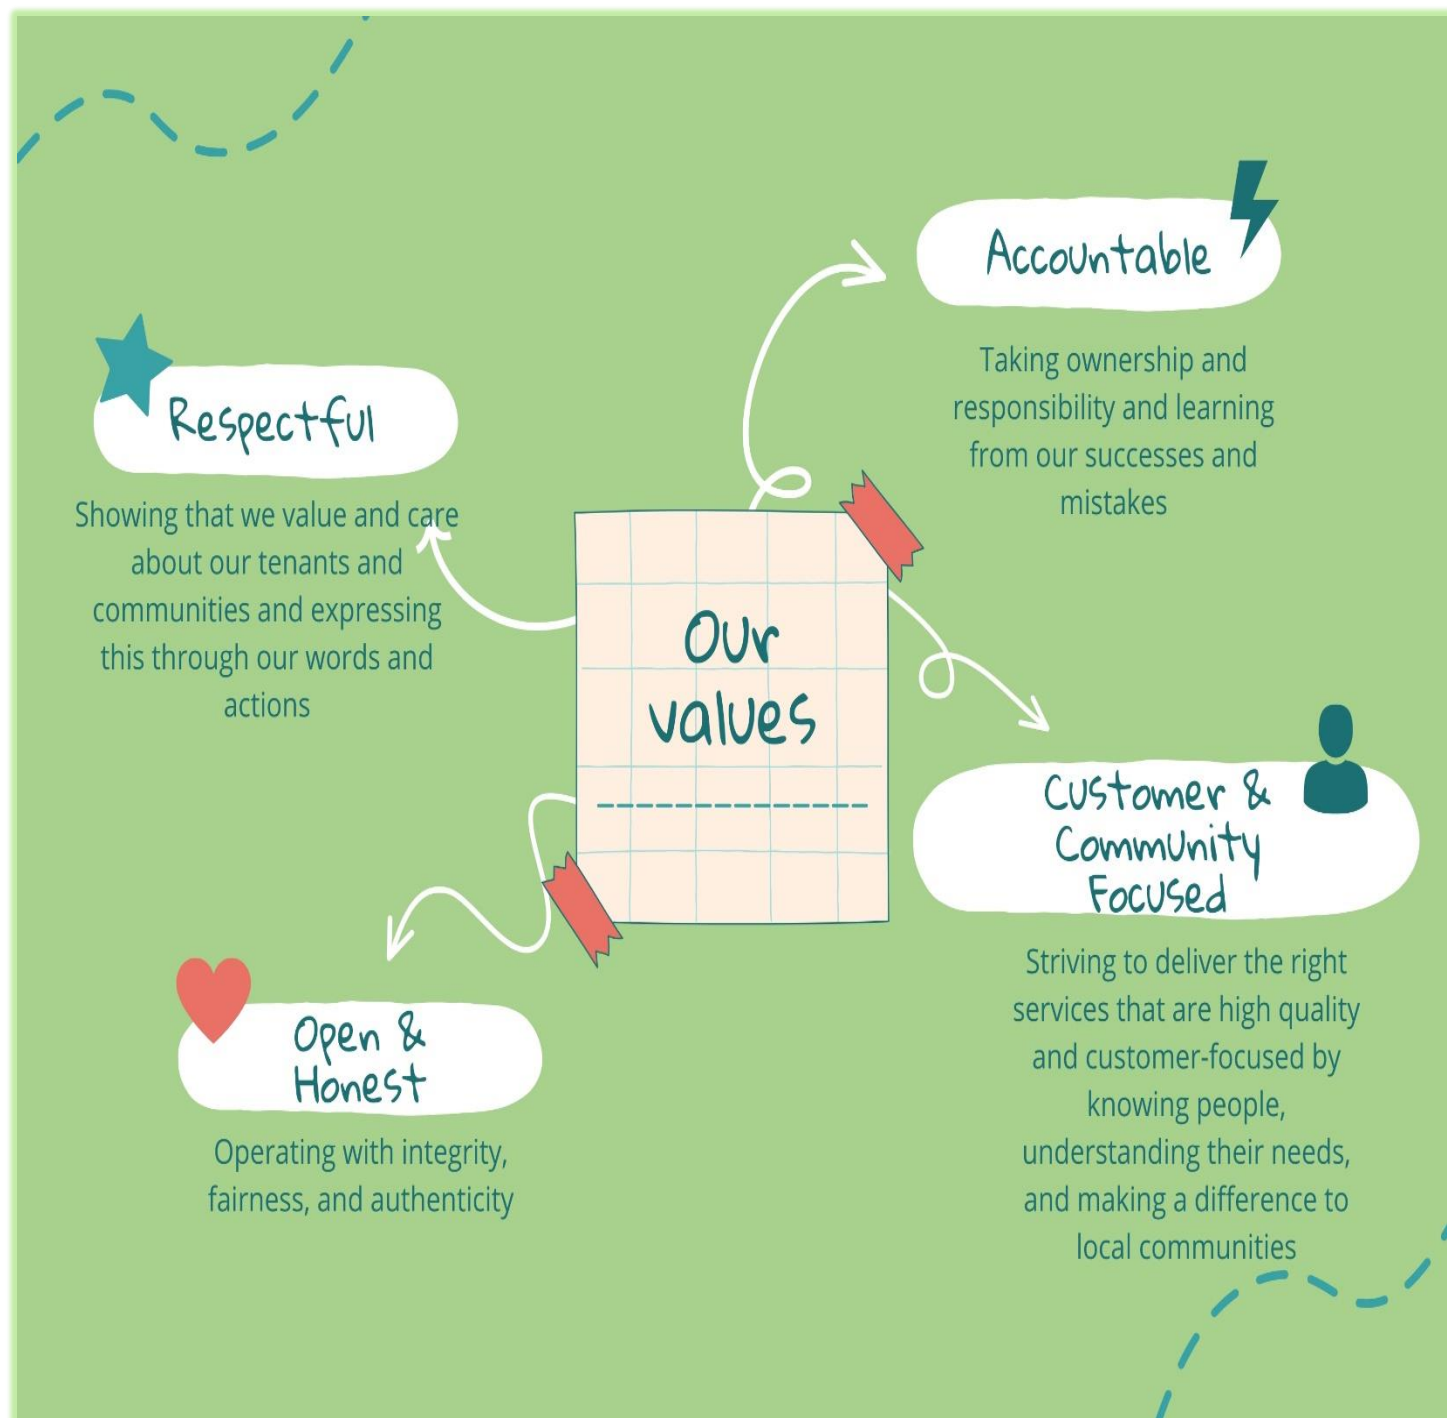 Accountable
Taking ownership and
responsibility and learning
from our successes and
mistakes
Respectful
Showing that we value and care
about our tenants and
communities and expressing
this through our words and
actions
Our
values
Customer &
Community
Focused
Striving to deliver the right
services that are high quality
and customer-focused by
knowing people,
understanding their needs,
and making a difference to
local communities
Open &
Honest
Operating with integrity,
fairness, and authenticity